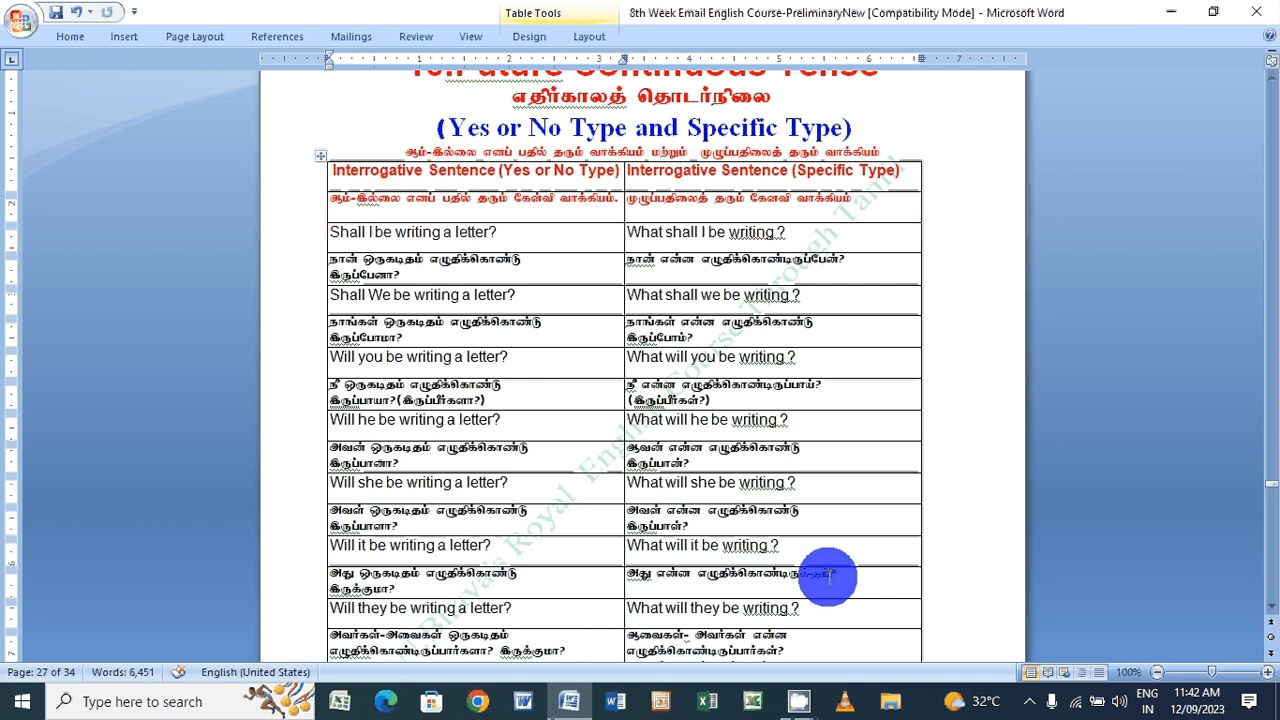 Table Tools
8th Week Email English Course-PreliminaryNew [Compatibility Mode] - Microsoft Word
Home Insert Page Layout References Mailings Review View Design Layout
எதிர்காலத் தொடர்நிலை
(Yes or No Type and Specific Type)
ஆம்-இல்லை எனப் பதில் தரும் வாக்கியம் மற்றும் முழுப்பதிலைத் தரும் வாக்கியம்
Interrogative Sentence (Yes or No Type) Interrogative Sentence (Specific Type)
ஆம்-இல்லை எனப் பதில் தரும் கேள்வி வாக்கியம். முழுப்பதிலைத் தரும் கேளவி வாக்கியம்
Shall I be writing a letter? What shall I be writing ?
நான் ஒருகடிதம் எழுதிக்கொண்டு நான் என்ன எழுதிக்கொண்டிருப்பேன்?
இருப்பேனா?
Shall We be writing a letter? What shall we be writing ?
நாங்கள் ஒருகடிதம் எழுதிக்கொண்டு நாங்கள் என்ன எழுதிக்கொண்டு
இருப்போமா? இருப்போம்?
Will you be writing a letter? What will you be writing ?
நீ ஒருகடிதம் எழுதிக்கொண்டு நீ என்ன எழுதிக்கொண்டிருப்பாய்?
இருப்பாயா?(இருப்பீர்களா?) (இருப்பீர்கள்?)
Will he be writing a letter? What will he be writing ?
அவன் ஒருகடிதம் எழுதிக்கொண்டு ஆவன் என்ன எழுதிக்கொண்டு
இருப்பானா? இருப்பான்?
Will she be writing a letter? What will she be writing ?
அவள் ஒருகடிதம் எழுதிக்கொண்டு அவள் என்ன எழுதிக்கொண்டு
இருப்பாளா? இருப்பாள்?
Will it be writing a letter? What will it be writing ?
அது ஒருகடிதம் எழுதிக்கொண்டு அது என்ன
இருக்குமா?
Will they be writing a letter? What will they be writing ?
அவர்கள்-அவைகள் ஒருகடிதம் ஆவைகள்- அவர்கள் என்ன
எழுதிக்கொண்டிருப்பார்களா? இருக்குமா? எழுதிக்கொண்டிருப்பார்கள்?
Page: 27 of 34 Words: 6,451 English (United States) 100%
Type here to search 32°C ENG IN 11:42 AM 12/09/2023